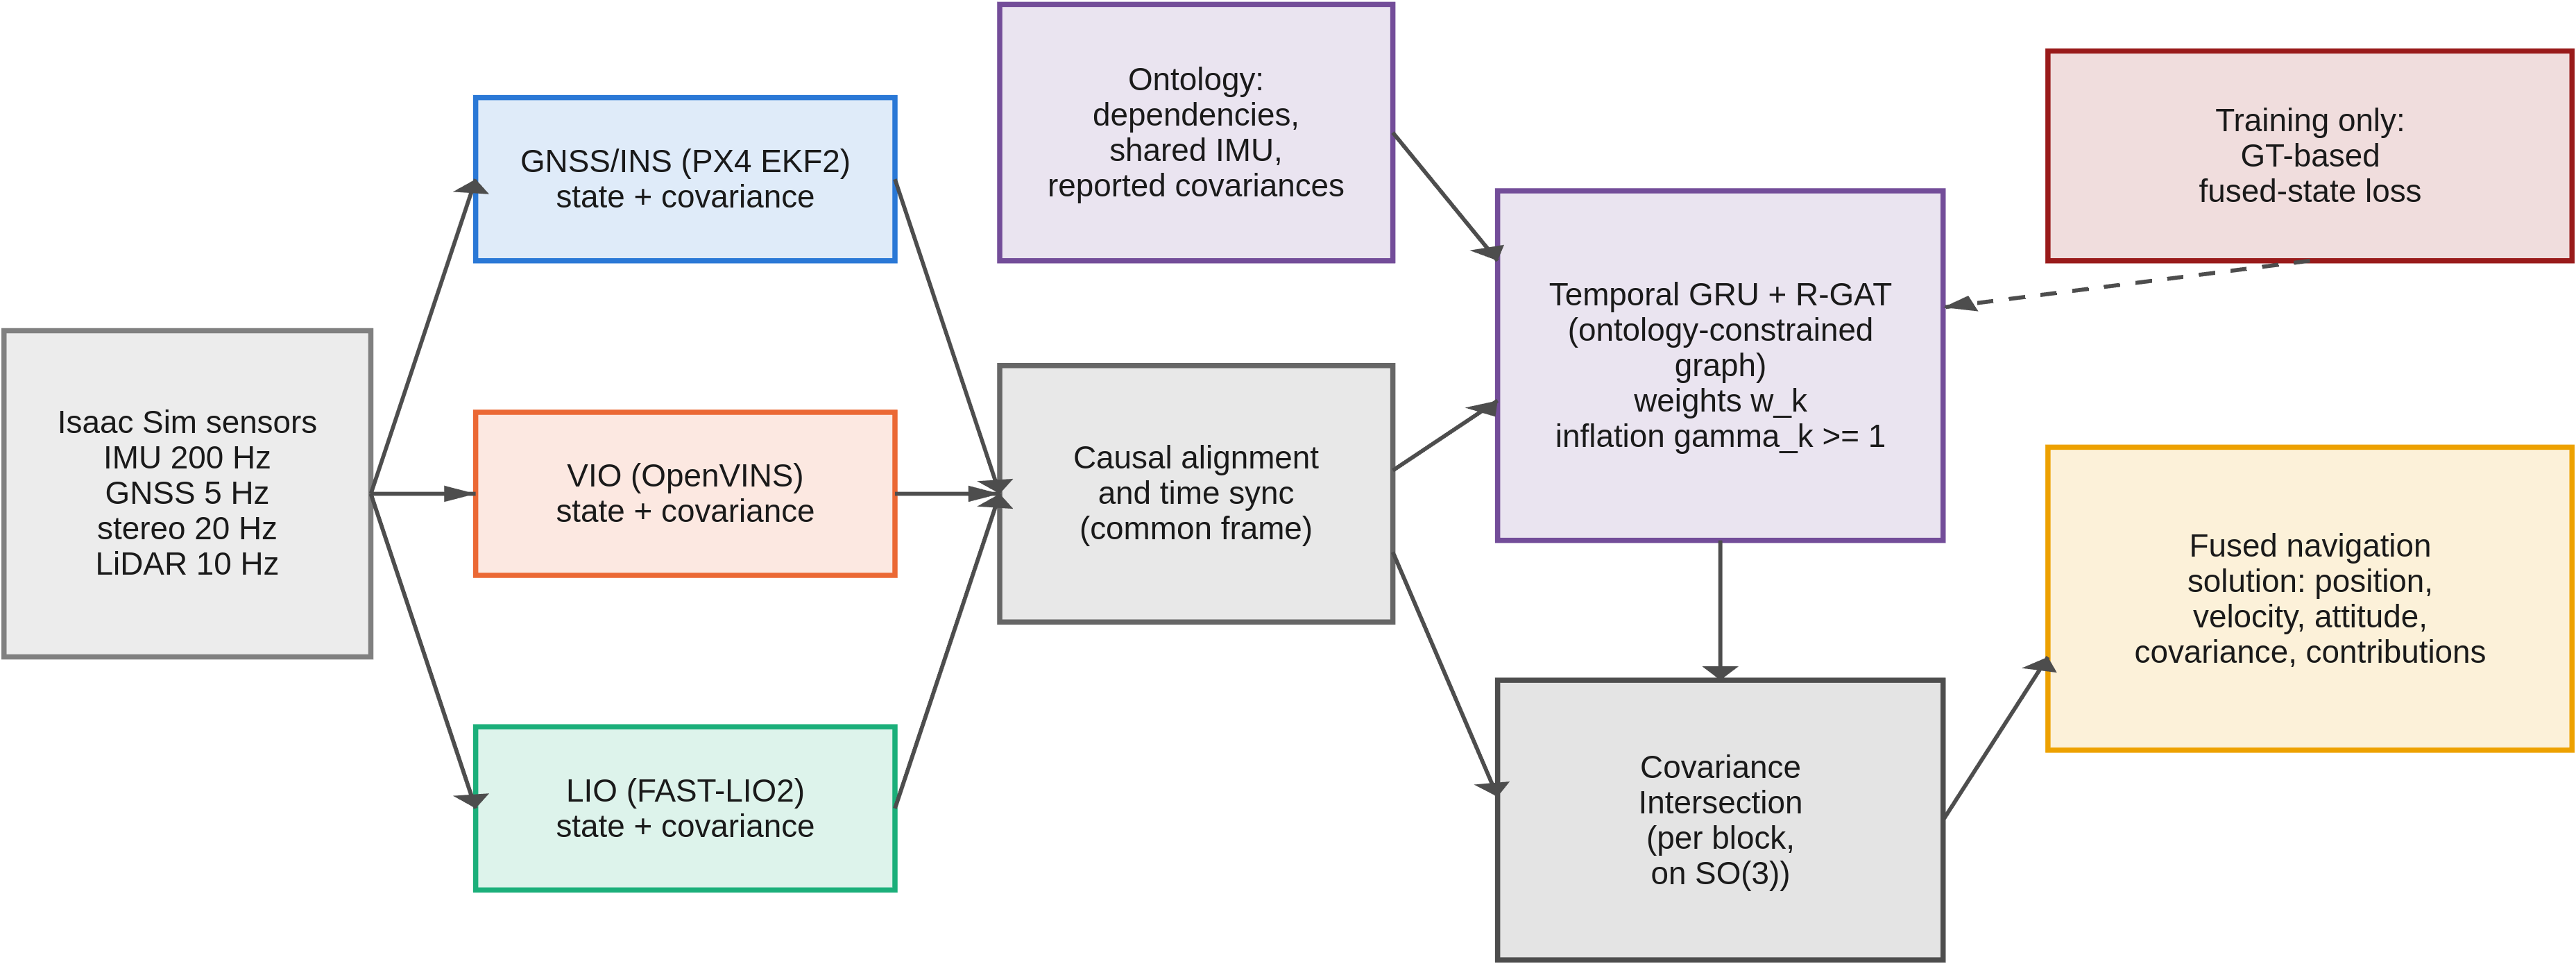 Isaac Sim sensors
IMU 200 Hz
GNSS 5 Hz
stereo 20 Hz
LiDAR 10 Hz
GNSS/INS (PX4 EKF2)
state + covariance
VIO (OpenVINS)
state + covariance
LIO (FAST-LIO2)
state + covariance
Ontology:
dependencies,
shared IMU,
reported covariances
Causal alignment
and time sync
(common frame)
Temporal GRU + R-GAT
(ontology-constrained
graph)
weights w_k
inflation gamma_k >= 1
Covariance
Intersection
(per block,
on SO(3))
Training only:
GT-based
fused-state loss
Fused navigation
solution: position,
velocity, attitude,
covariance, contributions